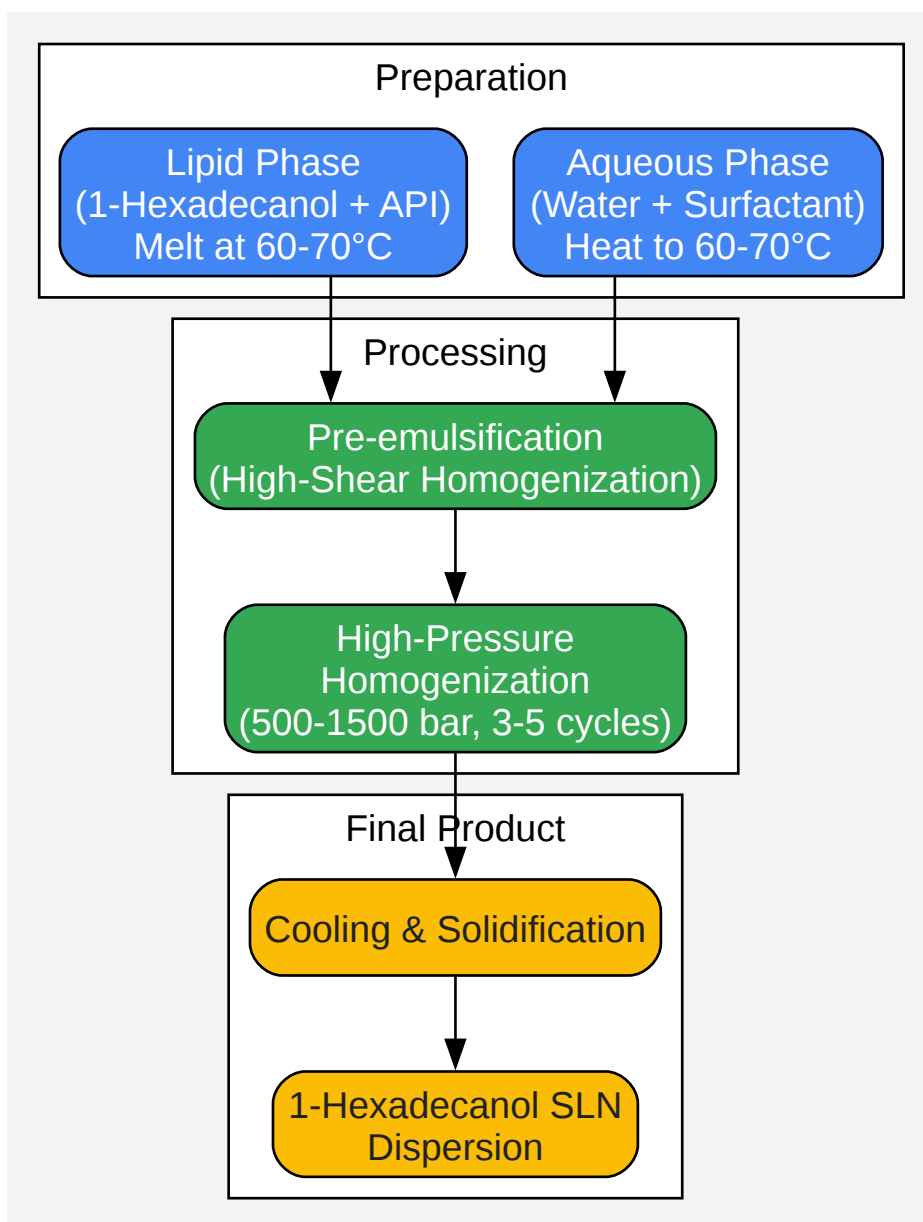 Preparation
Lipid Phase
(1-Hexadecanol + API)
Melt at 60-70°C
Aqueous Phase
(Water + Surfactant)
Heat to 60-70°C
Processing
Pre-emulsification
(High-Shear Homogenization)
High-Pressure
Homogenization
(500-1500 bar, 3-5 cycles)
Final Product
Cooling & Solidification
1-Hexadecanol SLN
Dispersion